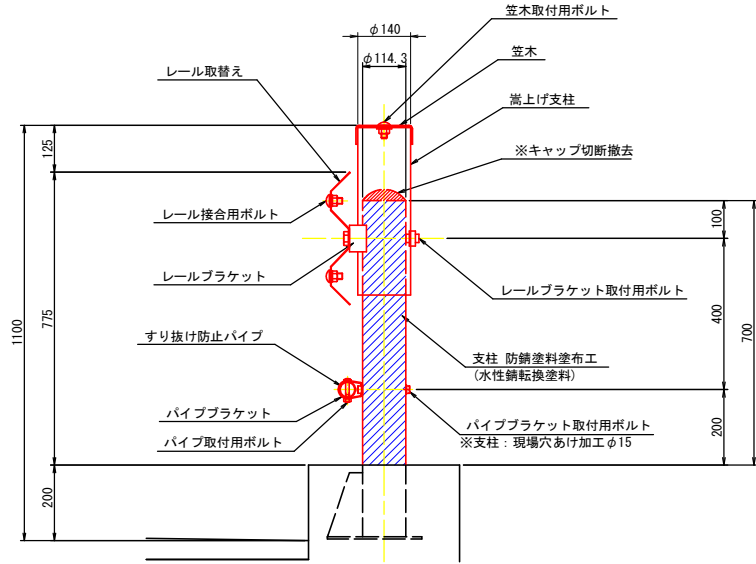 笠木取付用ボルト
φ140
笠木
φ114.3
レール取替え
嵩上げ支柱
※キャップ切断撤去
125
レール接合用ボルト
100
レールブラケット
レールブラケット取付用ボルト
1100
775
400
700
すり抜け防止パイプ
支柱 防錆塗料塗布工
(水性錆転換塗料)
パイプブラケット
パイプブラケット取付用ボルト
パイプ取付用ボルト
※支柱：現場穴あけ加工φ15
200
200